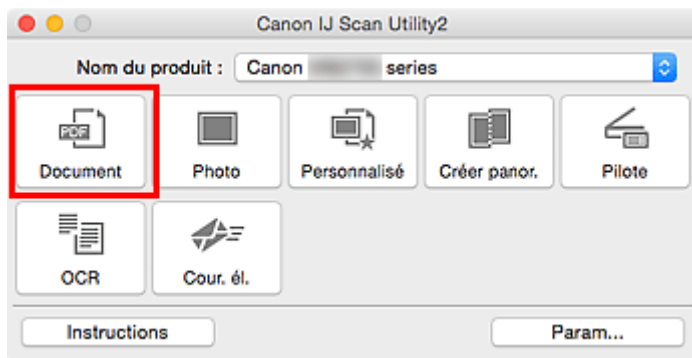 Canon IJ Scan Utility2
Nom du produit : Canon series
PDF
Document Photo Personnalisé Créer panor. Pilote
OCR Cour. él.
Instructions Param...